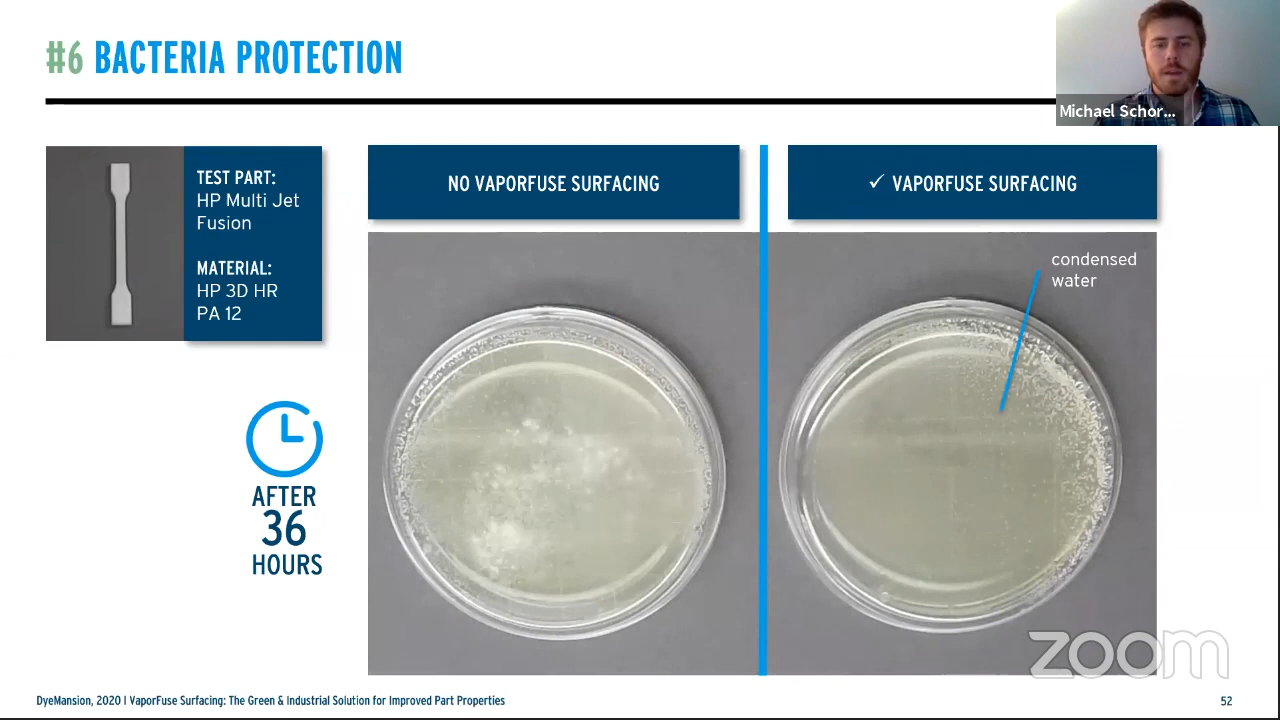 #6 BACTERIA PROTECTION
Michael Schor...
TEST PART:
HP Multi Jet
Fusion
MATERIAL:
HP 3D HR
PA 12
NO VAPORFUSE SURFACING
✓ VAPORFUSE SURFACING
condensed
water
AFTER
36
HOURS
zoom
DyeMansion, 2020 I VaporFuse Surfacing: The Green & Industrial Solution for Improved Part Properties
52